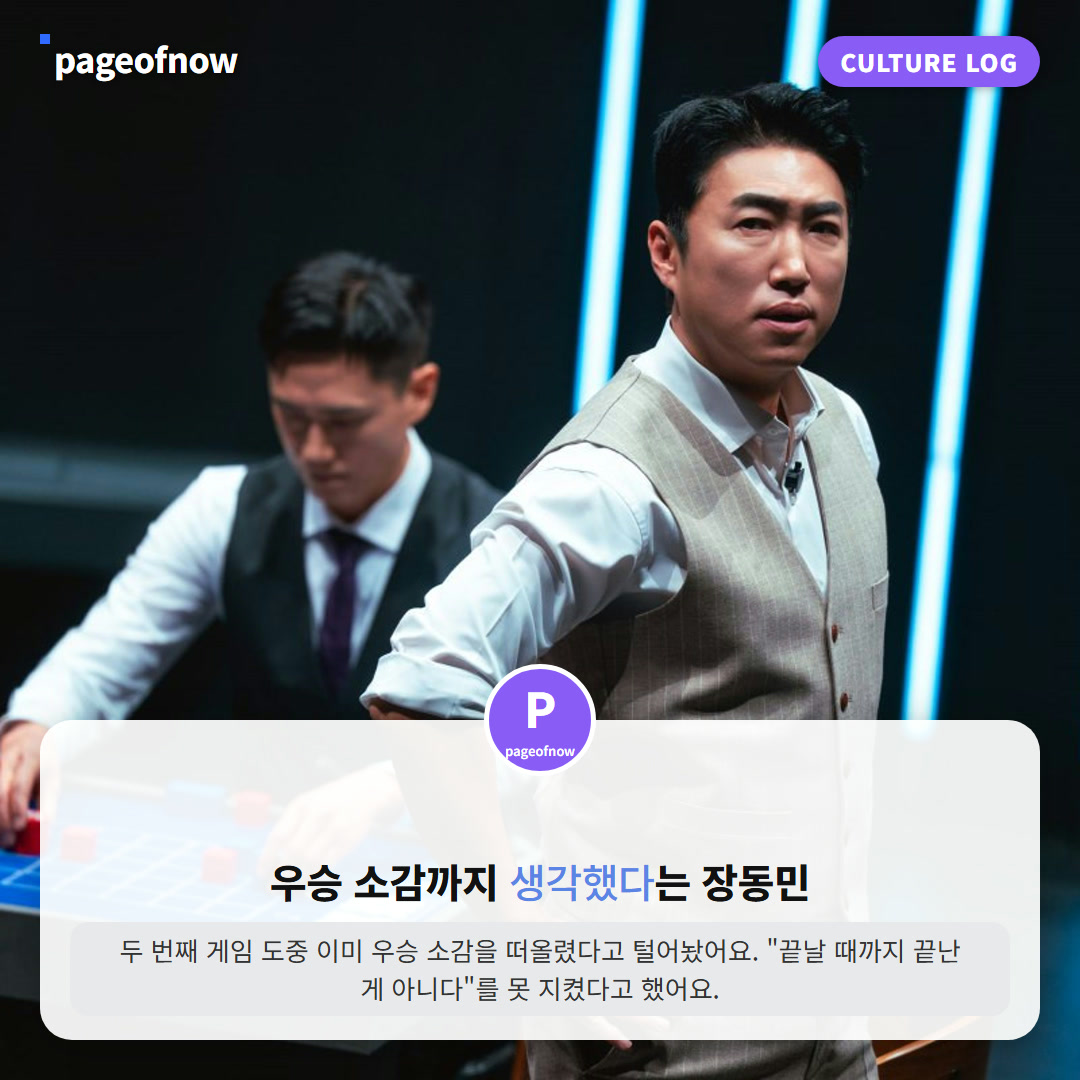 pageofnow
CULTURE LOG
P
pageofnow
우승 소감까지 생각했다는 장동민
두 번째 게임 도중 이미 우승 소감을 떠올렸다고 털어놨어요. "끝날 때까지 끝난
게 아니다"를 못 지켰다고 했어요.